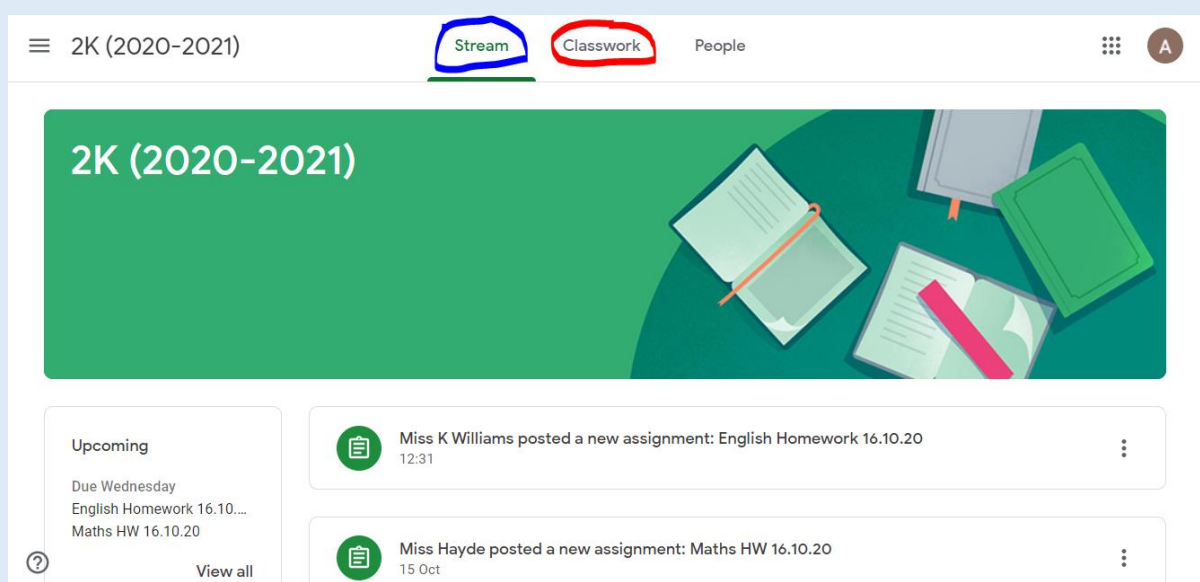 2K (2020-2021)
Stream
Classwork
People
A
2K (2020-2021)
Upcoming
Due Wednesday
English Homework 16.10....
Maths HW 16.10.20
View all
Miss K Williams posted a new assignment: English Homework 16.10.20
12:31
Miss Hayde posted a new assignment: Maths HW 16.10.20
15 Oct
?